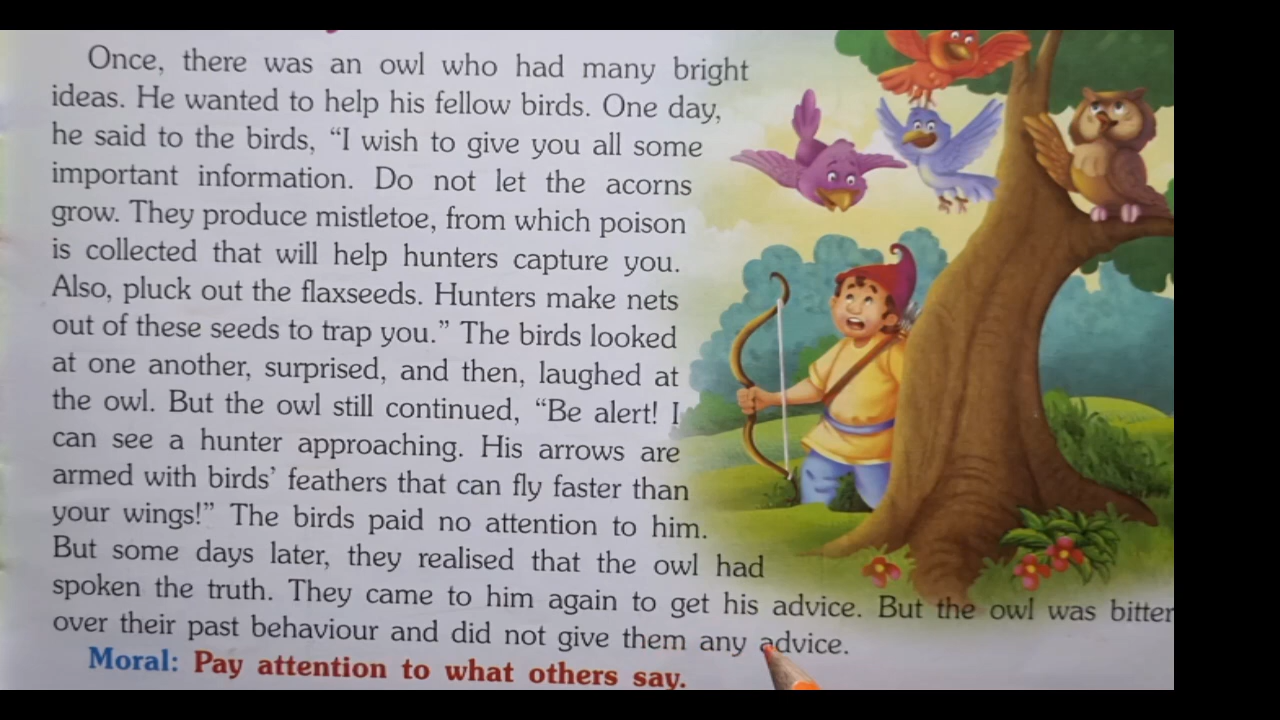 Once, there was an owl who had many bright
ideas. He wanted to help his fellow birds. One day,
he said to the birds, “I wish to give you all some
important information. Do not let the acorns
grow. They produce mistletoe, from which poison
is collected that will help hunters capture you.
Also, pluck out the flaxseeds. Hunters make nets
out of these seeds to trap you.” The birds looked
at one another, surprised, and then, laughed at
the owl. But the owl still continued, “Be alert! I
can see a hunter approaching. His arrows are
armed with birds’ feathers that can fly faster than
your wings!” The birds paid no attention to him.
But some days later, they realised that the owl had
spoken the truth. They came to him again to get his advice. But the owl was bitter
over their past behaviour and did not give them any advice.
Moral: Pay attention to what others say.